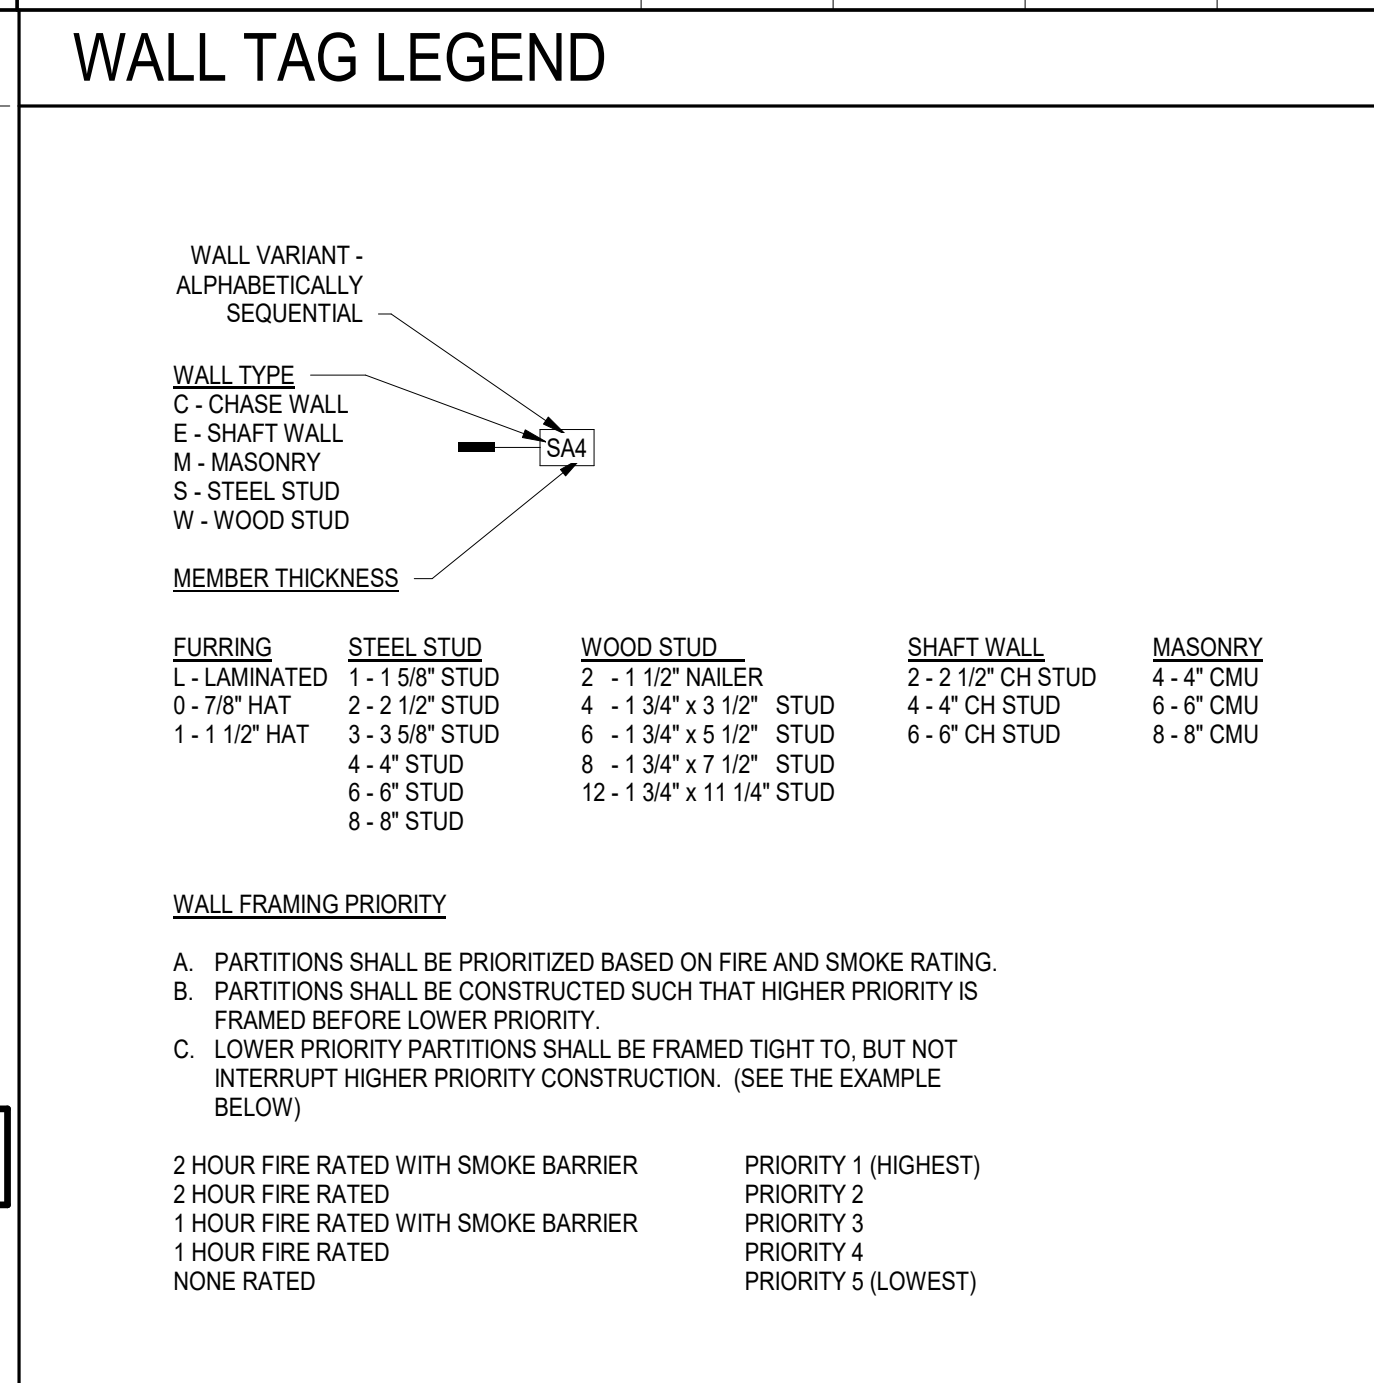 WALL TAG LEGEND
WALL VARIANT -
ALPHABETICALLY
SEQUENTIAL
WALL TYPE
C - CHASE WALL
E - SHAFT WALL
M - MASONRY
S - STEEL STUD
W - WOOD STUD
SA4
MEMBER THICKNESS
FURRING STEEL STUD WOOD STUD SHAFT WALL MASONRY
L - LAMINATED 1 - 1 5/8" STUD 2 - 1 1/2" NAILER 2 - 2 1/2" CH STUD 4 - 4" CMU
0 - 7/8" HAT 2 - 2 1/2" STUD 4 - 1 3/4" x 3 1/2" STUD 4 - 4" CH STUD 6 - 6" CMU
1 - 1 1/2" HAT 3 - 3 5/8" STUD 6 - 1 3/4" x 5 1/2" STUD 6 - 6" CH STUD 8 - 8" CMU
4 - 4" STUD 8 - 1 3/4" x 7 1/2" STUD
6 - 6" STUD 12 - 1 3/4" x 11 1/4" STUD
8 - 8" STUD
WALL FRAMING PRIORITY
A. PARTITIONS SHALL BE PRIORITIZED BASED ON FIRE AND SMOKE RATING.
B. PARTITIONS SHALL BE CONSTRUCTED SUCH THAT HIGHER PRIORITY IS
FRAMED BEFORE LOWER PRIORITY.
C. LOWER PRIORITY PARTITIONS SHALL BE FRAMED TIGHT TO, BUT NOT
INTERRUPT HIGHER PRIORITY CONSTRUCTION. (SEE THE EXAMPLE
BELOW)
2 HOUR FIRE RATED WITH SMOKE BARRIER PRIORITY 1 (HIGHEST)
2 HOUR FIRE RATED PRIORITY 2
1 HOUR FIRE RATED WITH SMOKE BARRIER PRIORITY 3
1 HOUR FIRE RATED PRIORITY 4
NONE RATED PRIORITY 5 (LOWEST)